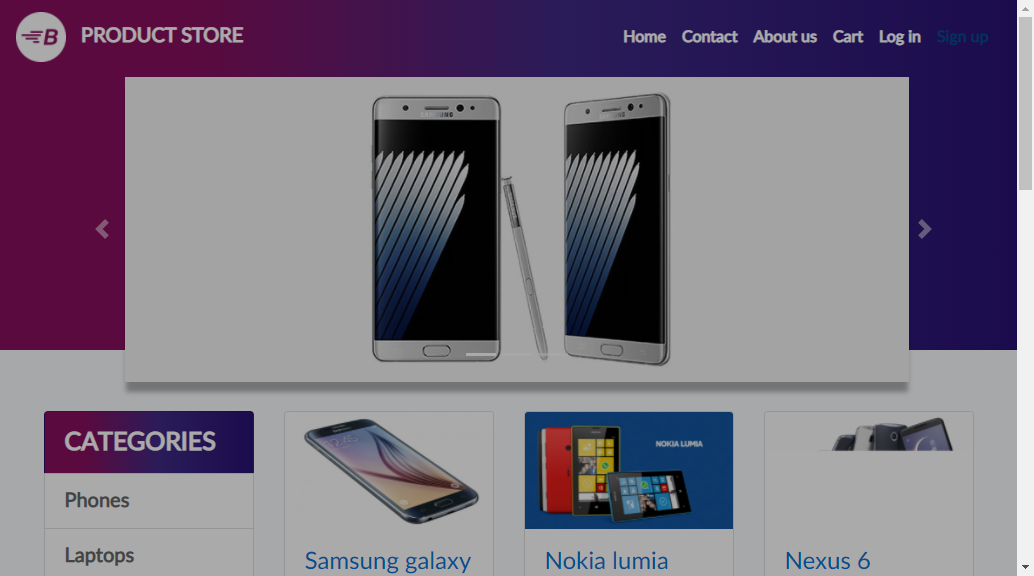 B
PRODUCT STORE
Home Contact About us Cart Log in Sign up
SAMSUNG
SAMSUNG
CATEGORIES
Phones
Laptops
NOKIA LUMIA
Samsung galaxy
Nokia lumia
Nexus 6